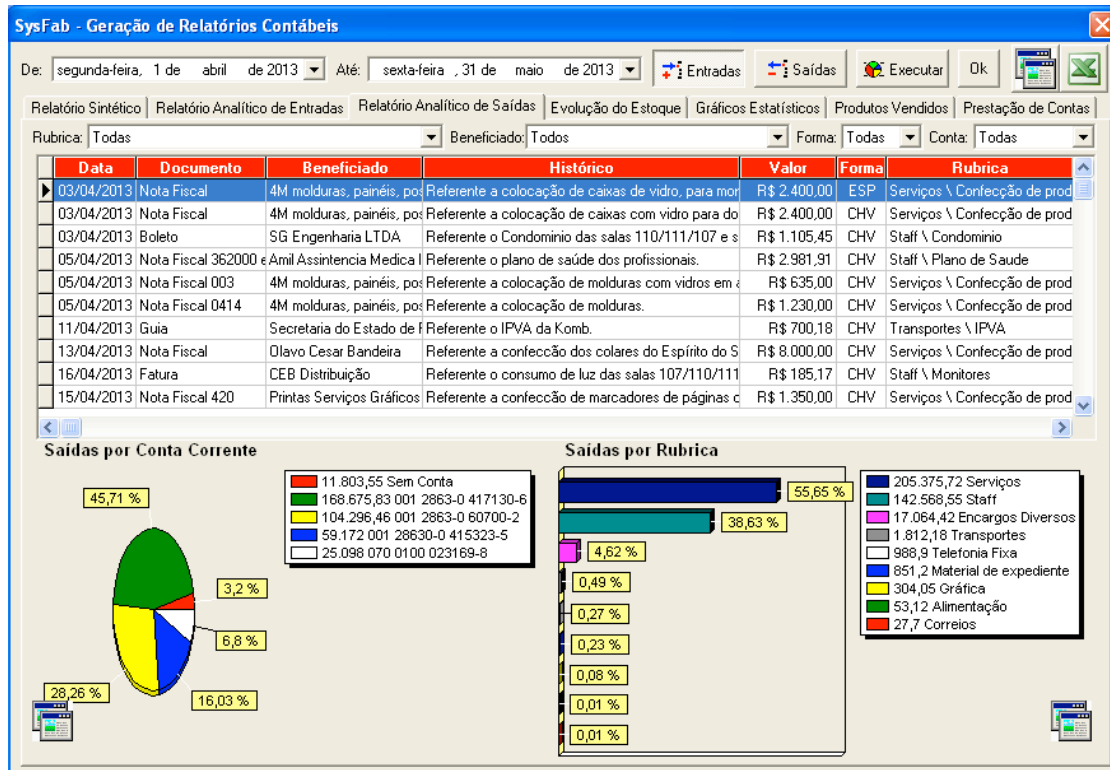 SysFab - Geração de Relatórios Contábeis
De: segunda-feira, 1 de abril de 2013 Até: sexta-feira , 31 de maio de 2013 Entradas Saídas Executar Ok
Relatório Sintético Relatório Analítico de Entradas Relatório Analítico de Saídas Evolução do Estoque Gráficos Estatísticos Produtos Vendidos Prestação de Contas
Rubrica: Todas Beneficiado: Todos Forma: Todas Conta: Todas
Data Documento Beneficiado Histórico Valor Forma Rubrica
03/04/2013 Nota Fiscal 4M molduras, painéis, pos Referente a colocação de caixas de vidro, para mor R$ 2.400,00 ESP Serviços \ Confecção de prod
03/04/2013 Nota Fiscal 4M molduras, painéis, pos Referente a colocação de caixas com vidro para do R$ 2.400,00 CHV Serviços \ Confecção de prod
03/04/2013 Boleto SG Engenharia LTDA Referente o Condominio das salas 110/111/107 e s R$ 1.105,45 CHV Staff \ Condominio
05/04/2013 Nota Fiscal 362000 e Amil Assintencia Medica I Referente o plano de saúde dos profissionais. R$ 2.981,91 CHV Staff \ Plano de Saude
05/04/2013 Nota Fiscal 003 4M molduras, painéis, pos Referente a colocação de molduras com vidros em a R$ 635,00 CHV Serviços \ Confecção de prod
05/04/2013 Nota Fiscal 0414 4M molduras, painéis, pos Referente a colocação de molduras. R$ 1.230,00 CHV Serviços \ Confecção de prod
11/04/2013 Guia Secretaria do Estado de F Referente o IPVA da Komb. R$ 700,18 CHV Transportes \ IPVA
13/04/2013 Nota Fiscal Olavo Cesar Bandeira Referente a confeccão dos colares do Espírito do S R$ 8.000,00 CHV Serviços \ Confecção de prod
16/04/2013 Fatura CEB Distribuição Referente o consumo de luz das salas 107/110/111 R$ 185,17 CHV Staff \ Monitores
15/04/2013 Nota Fiscal 420 Printas Serviços Gráficos Referente a confeccão de marcadores de páginas c R$ 1.350,00 CHV Serviços \ Confecção de prod
Saídas por Conta Corrente
45,71 %
3,2 %
6,8 %
28,26 %
16,03 %
11.803,55 Sem Conta
168.675,83 001 2863-0 417130-6
104.296,46 001 2863-0 60700-2
59.172 001 28630-0 415323-5
25.098 070 0100 023169-8
Saídas por Rubrica
55,65 %
38,63 %
4,62 %
0,49 %
0,27 %
0,23 %
0,08 %
0,01 %
0,01 %
205.375,72 Serviços
142.568,55 Staff
17.064,42 Encargos Diversos
1.812,18 Transportes
988,9 Telefonia Fixa
851,2 Material de expediente
304,05 Gráfica
53,12 Alimentação
27,7 Correios